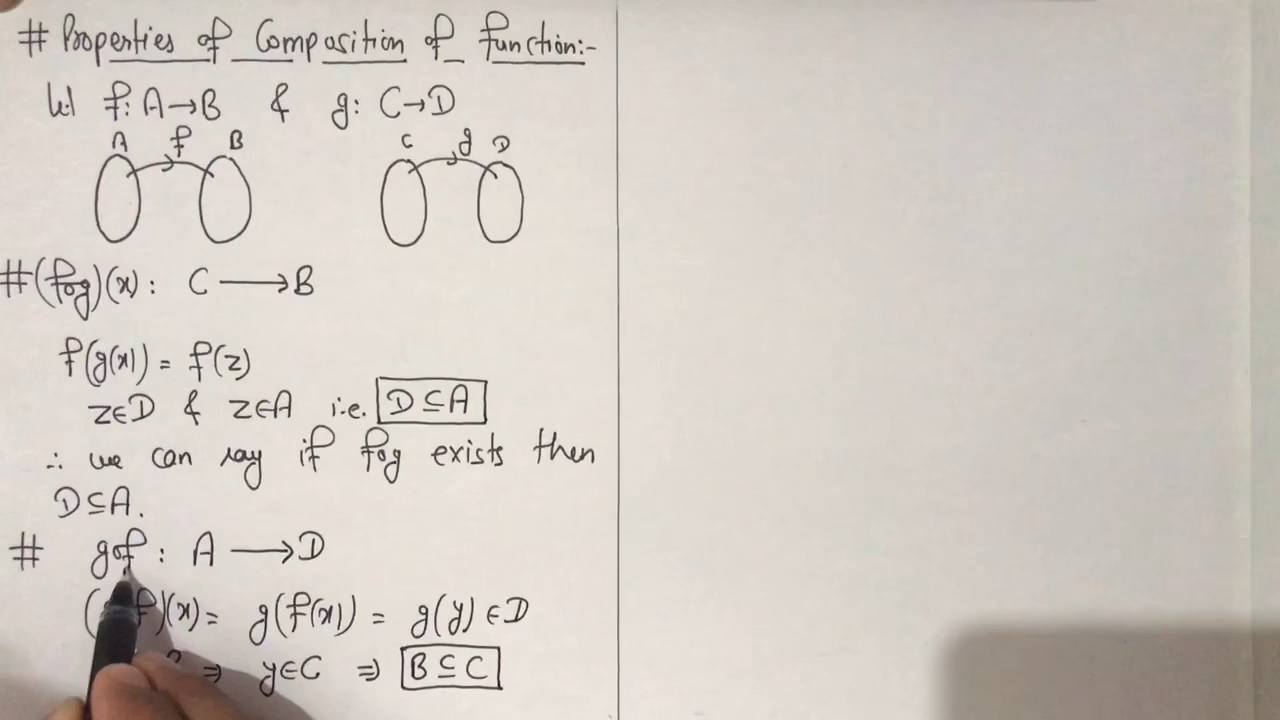 # Properties of Composition of function:-
let f: A→B & g: C→D
A f B C g D
#(fog)(x): C ⟶ B
f(g(x)) = f(z)
z∈D & z∈A i.e. D⊆A
∴ we can say if fog exists then
D⊆A.
# gof: A ⟶ D
( f)(x) = g(f(x)) = g(y) ∈D
⇒ y∈C ⇒ B⊆C